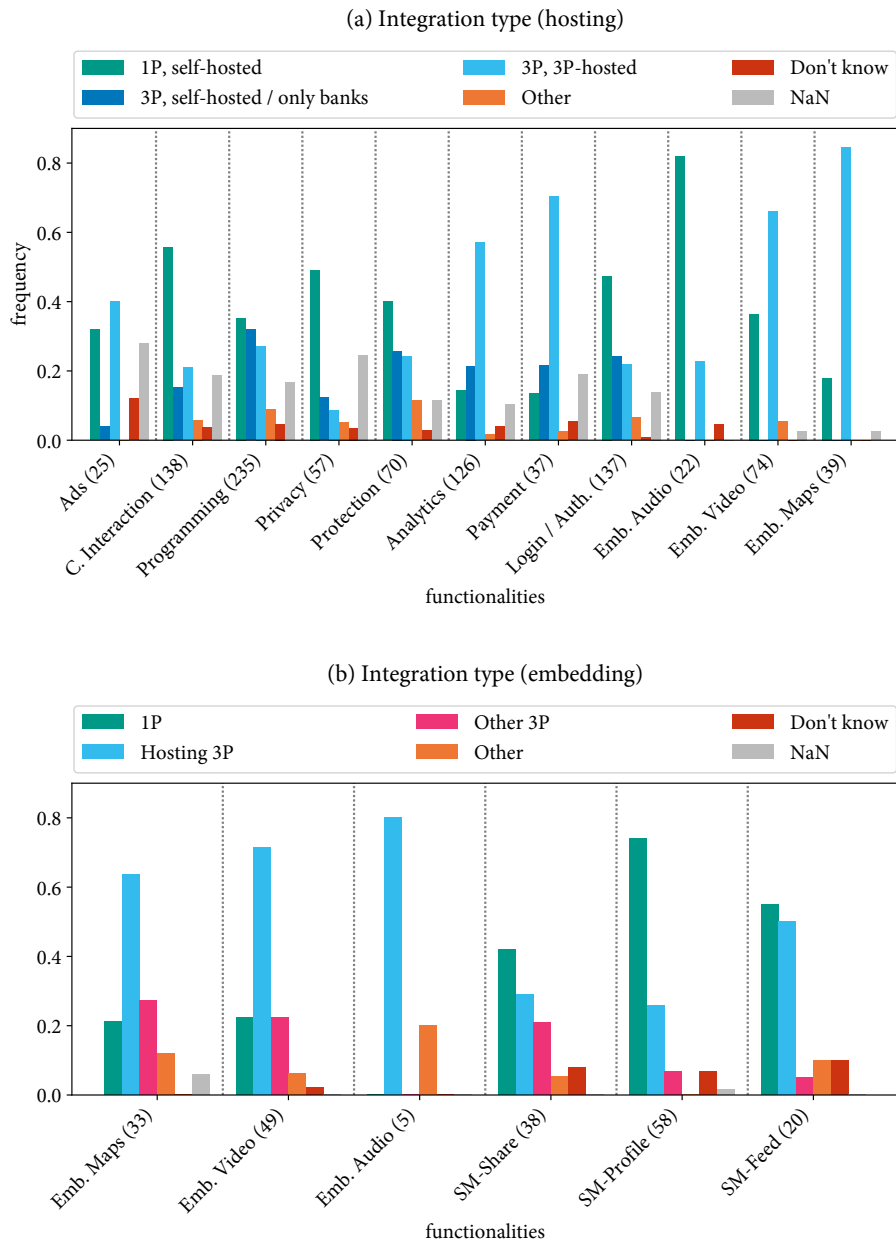 (a) Integration type (hosting)
1P, self-hosted
3P, self-hosted / only banks
3P, 3P-hosted
Other
Don't know
NaN
0.8
0.6
0.4
0.2
0.0
frequency
Ads (25)
C. Interaction (138)
Programming (235)
Privacy (57)
Protection (70)
Analytics (126)
Payment (37)
Login / Auth. (137)
Emb. Audio (22)
Emb. Video (74)
Emb. Maps (39)
functionalities
(b) Integration type (embedding)
1P
Hosting 3P
Other 3P
Other
Don't know
NaN
0.8
0.6
0.4
0.2
0.0
frequency
Emb. Maps (33)
Emb. Video (49)
Emb. Audio (5)
SM-Share (38)
SM-Profile (58)
SM-Feed (20)
functionalities